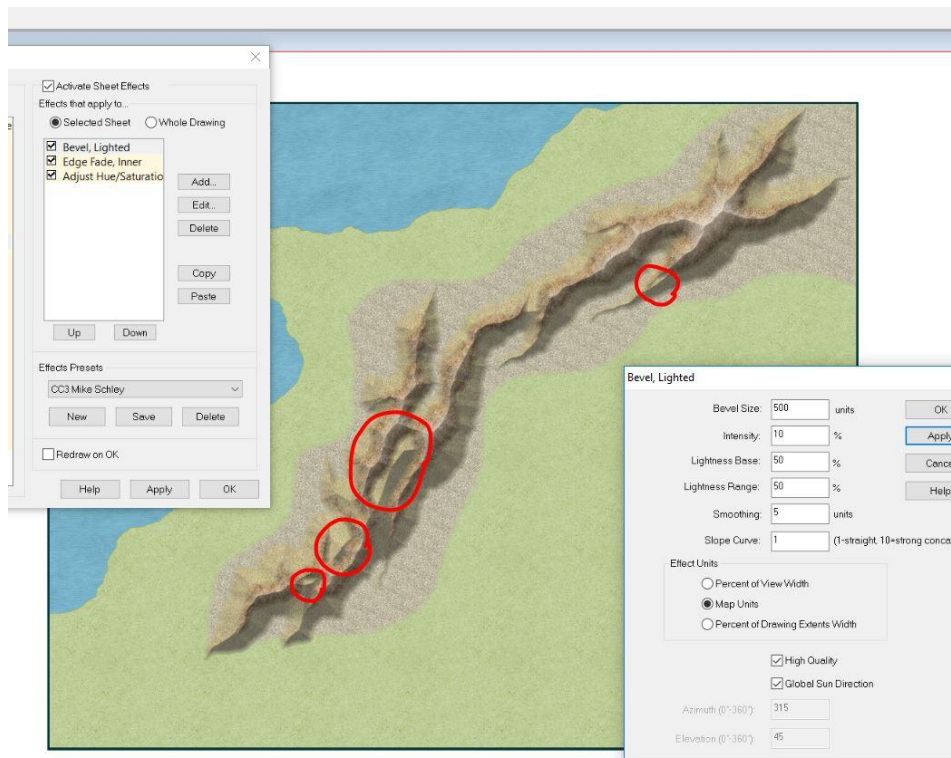 Activate Sheet Effects
Effects that apply to...
Selected Sheet Whole Drawing
Bevel, Lighted
Edge Fade, Inner
Adjust Hue/Saturatio
Add...
Edit...
Delete
Copy
Paste
Up Down
Effects Presets
CC3 Mike Schley
New Save Delete
Redraw on OK
Help Apply OK
Bevel, Lighted
Bevel Size: 500 units OK
Intensity: 10 % Apply
Lightness Base: 50 % Cance
Lightness Range: 50 % Help
Smoothing: 5 units
Slope Curve: 1 (1-straight, 10=strong conca
Effect Units
Percent of View Width
Map Units
Percent of Drawing Extents Width
High Quality
Global Sun Direction
Azimuth (0°-360°): 315
Elevation (0°-360°): 45